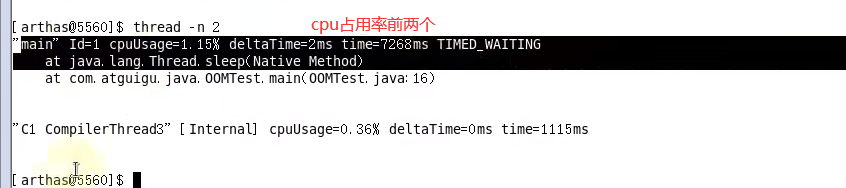 [arthas@5560]$ thread -n 2 cpu占用率前两个
"main" Id=1 cpuUsage=1.15% deltaTime=2ms time=7268ms TIMED_WAITING
    at java.lang.Thread.sleep(Native Method)
    at com.atguigu.java.OOMTest.main(OOMTest.java:16)
"C1 CompilerThread3" [Internal] cpuUsage=0.36% deltaTime=0ms time=1115ms
[arthas@5560]$